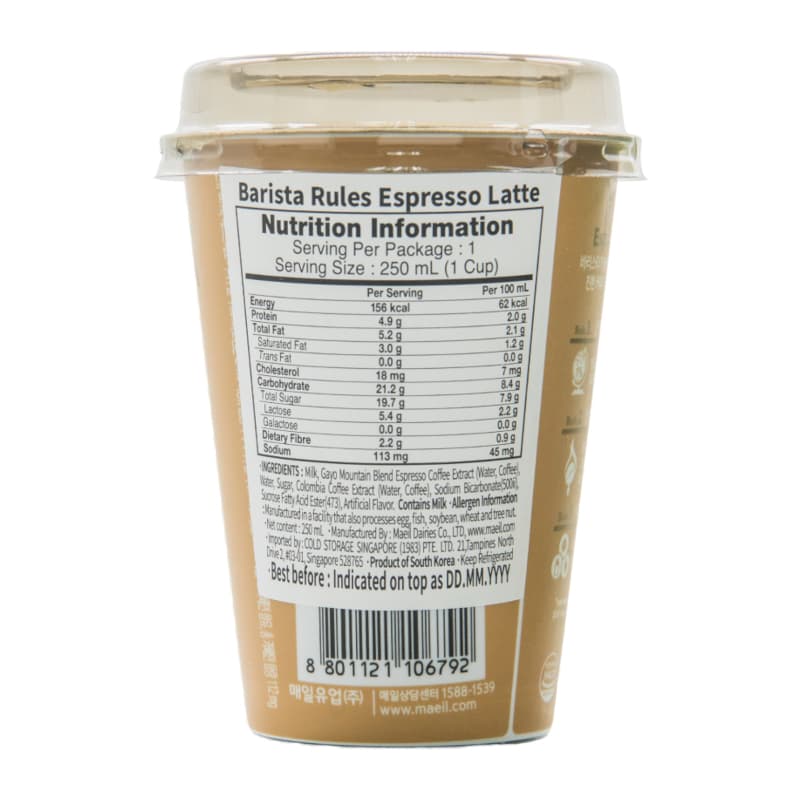 Barista Rules Espresso Latte
Nutrition Information
Serving Per Package : 1
Serving Size : 250 mL (1 Cup)
Per Serving Per 100 mL
Energy 156 kcal 62 kcal
Protein 4.9 g 2.0 g
Total Fat 5.2 g 2.1 g
Saturated Fat 3.0 g 1.2 g
Trans Fat 0.0 g 0.0 g
Cholesterol 18 mg 7 mg
Carbohydrate 21.2 g 8.4 g
Total Sugar 19.7 g 7.9 g
Lactose 5.4 g 2.2 g
Galactose 0.0 g 0.0 g
Dietary Fibre 2.2 g 0.9 g
Sodium 113 mg 45 mg
·INGREDIENTS : Milk, Gayo Mountain Blend Espresso Coffee Extract (Water, Coffee),
Water, Sugar, Colombia Coffee Extract (Water, Coffee), Sodium Bicarbonate(500ii),
Sucrose Fatty Acid Ester(473), Artificial Flavor. Contains Milk ·Allergen Information
:Manufactured in a facility that also processes egg, fish, soybean, wheat and tree nut.
·Net content : 250 mL ·Manufactured By : Maeil Dairies Co., LTD, www.maeil.com
·Imported by : COLD STORAGE SINGAPORE (1983) PTE. LTD. 21,Tampines North
Drive 2, #03-01, Singapore 528765 ·Product of South Korea ·Keep Refrigerated
·Best before : Indicated on top as DD.MM.YYYY
8 801121 106792
매일유업(주) 매일상담센터 1588-1539
www.maeil.com